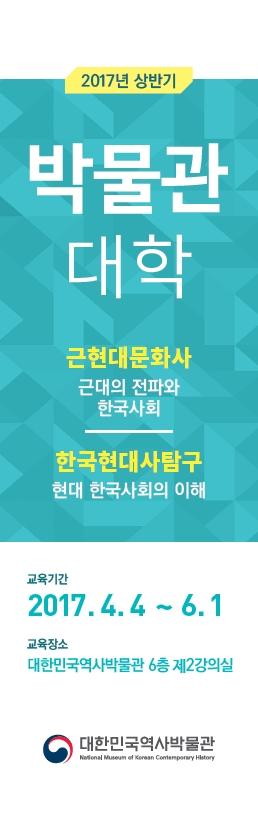 2017년 상반기
박물관
대학
근현대문화사
근대의 전파와
한국사회
한국현대사탐구
현대 한국사회의 이해
교육기간
2017. 4. 4 ~ 6. 1
교육장소
대한민국역사박물관 6층 제2강의실
대한민국역사박물관
National Museum of Korean Contemporary History